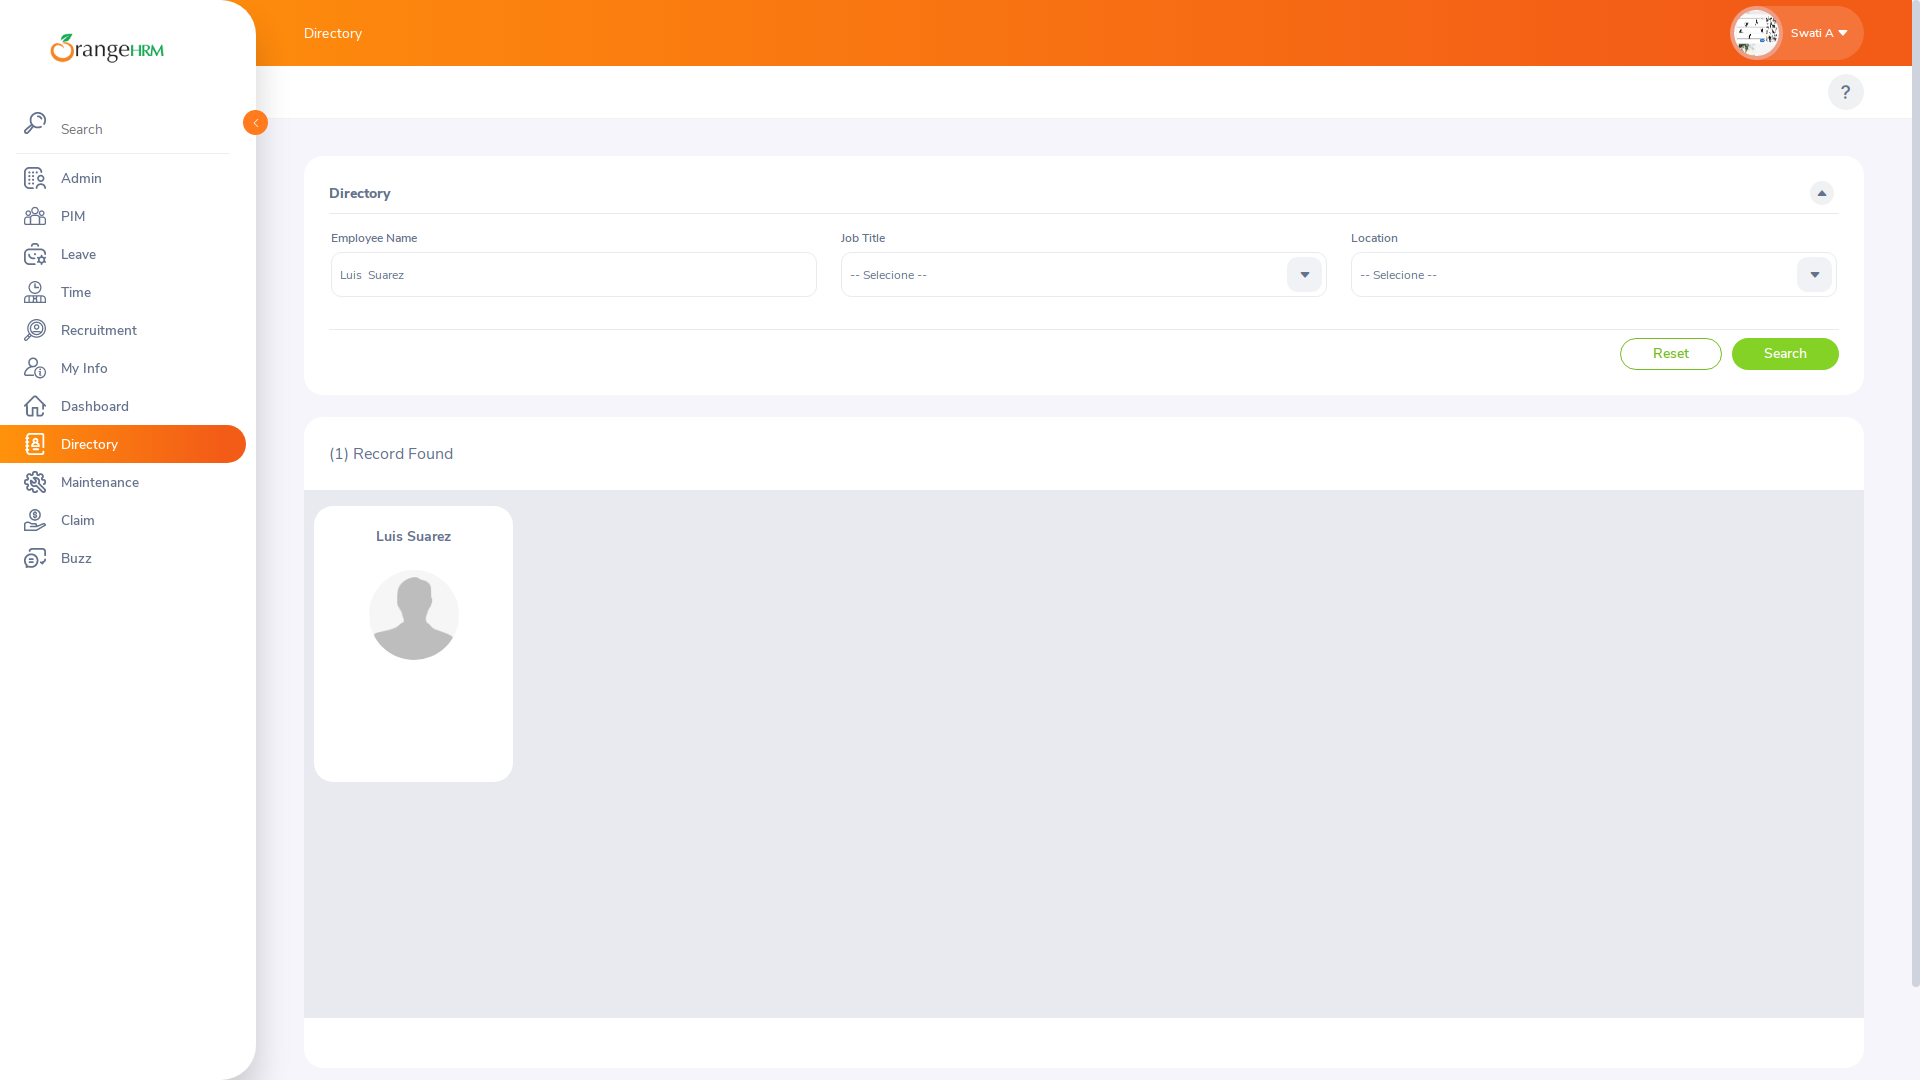 OrangeHRM
Directory
Swati A
Search
?
Admin
PIM
Leave
Time
Recruitment
My Info
Dashboard
Directory
Maintenance
Claim
Buzz
Directory
Employee Name
Job Title
Location
Luis  Suarez
-- Selecione --
-- Selecione --
Reset
Search
(1) Record Found
Luis Suarez